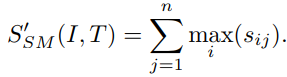 S'_{SM}(I, T) = \sum_{j=1}^{n} \max_{i}(s_{ij}).